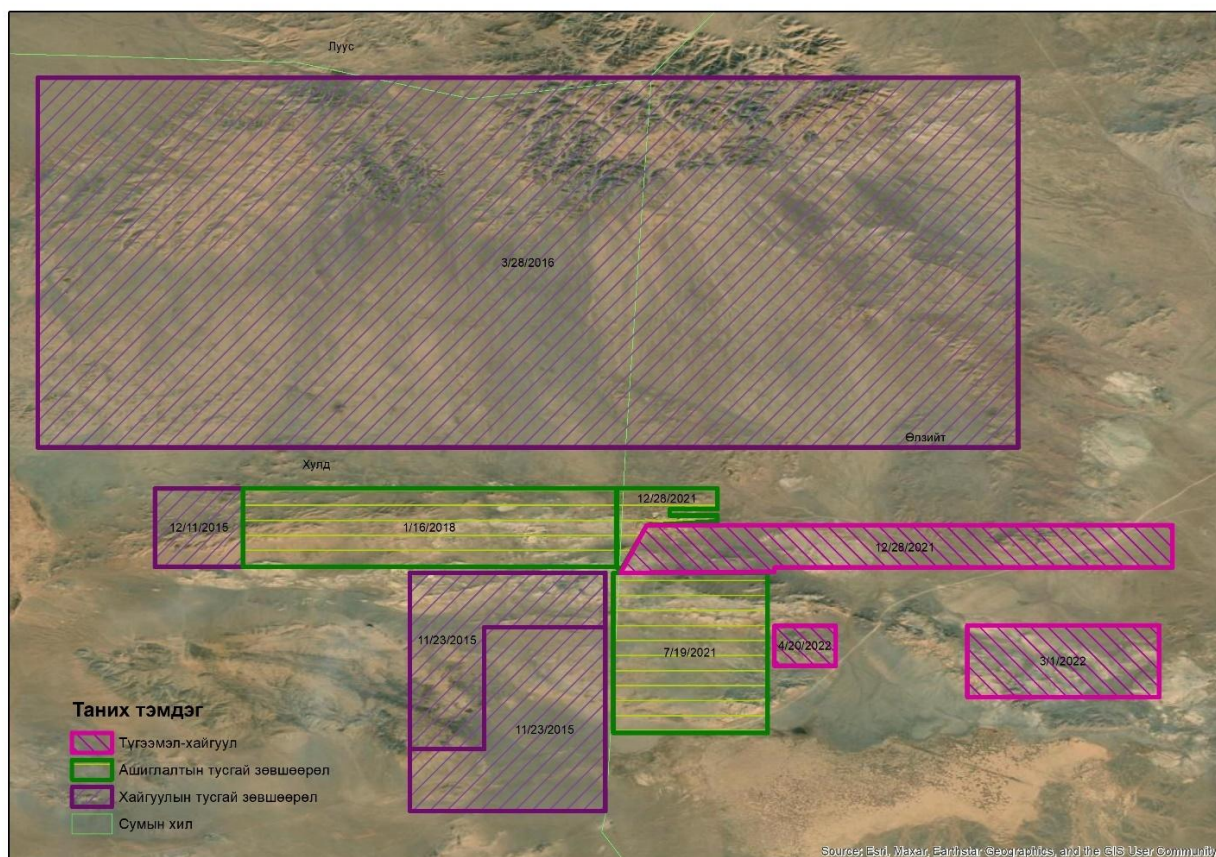 Луус
3/28/2016
Өлзийт
Хулд
12/28/2021
12/11/2015
1/16/2018
12/28/2021
11/23/2015
7/19/2021
4/20/2022
3/1/2022
11/23/2015
Таних тэмдэг
Түгээмэл-хайгуул
Ашиглалтын тусгай зөвшөөрөл
Хайгуулын тусгай зөвшөөрөл
Сумын хил
Source: Esri, Maxar, Earthstar Geographics, and the GIS User Community